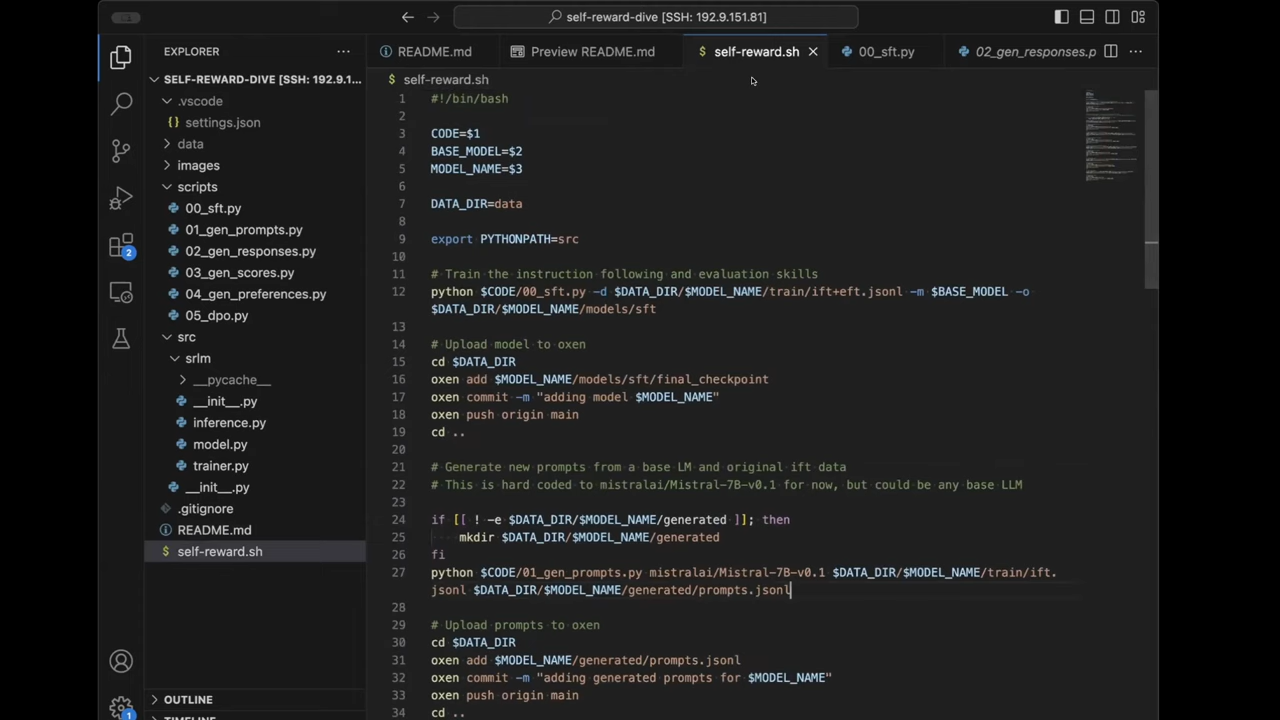 self-reward-dive [SSH: 192.9.151.81]
EXPLORER
README.md
Preview README.md
$ self-reward.sh
00_sft.py
02_gen_responses.p
SELF-REWARD-DIVE [SSH: 192.9.1...
.vscode
{} settings.json
data
images
scripts
00_sft.py
01_gen_prompts.py
02_gen_responses.py
03_gen_scores.py
04_gen_preferences.py
05_dpo.py
src
srlm
__pycache__
__init__.py
inference.py
model.py
trainer.py
__init__.py
.gitignore
README.md
$ self-reward.sh
OUTLINE
2
1
$ self-reward.sh
1 #!/bin/bash
2
3 CODE=$1
4 BASE_MODEL=$2
5 MODEL_NAME=$3
6
7 DATA_DIR=data
8
9 export PYTHONPATH=src
10
11 # Train the instruction following and evaluation skills
12 python $CODE/00_sft.py -d $DATA_DIR/$MODEL_NAME/train/ift+eft.jsonl -m $BASE_MODEL -o
$DATA_DIR/$MODEL_NAME/models/sft
13
14 # Upload model to oxen
15 cd $DATA_DIR
16 oxen add $MODEL_NAME/models/sft/final_checkpoint
17 oxen commit -m "adding model $MODEL_NAME"
18 oxen push origin main
19 cd ..
20
21 # Generate new prompts from a base LM and original ift data
22 # This is hard coded to mistralai/Mistral-7B-v0.1 for now, but could be any base LLM
23
24 if [[ ! -e $DATA_DIR/$MODEL_NAME/generated ]]; then
25 mkdir $DATA_DIR/$MODEL_NAME/generated
26 fi
27 python $CODE/01_gen_prompts.py mistralai/Mistral-7B-v0.1 $DATA_DIR/$MODEL_NAME/train/ift.
jsonl $DATA_DIR/$MODEL_NAME/generated/prompts.jsonl
28
29 # Upload prompts to oxen
30 cd $DATA_DIR
31 oxen add $MODEL_NAME/generated/prompts.jsonl
32 oxen commit -m "adding generated prompts for $MODEL_NAME"
33 oxen push origin main
34 cd ..